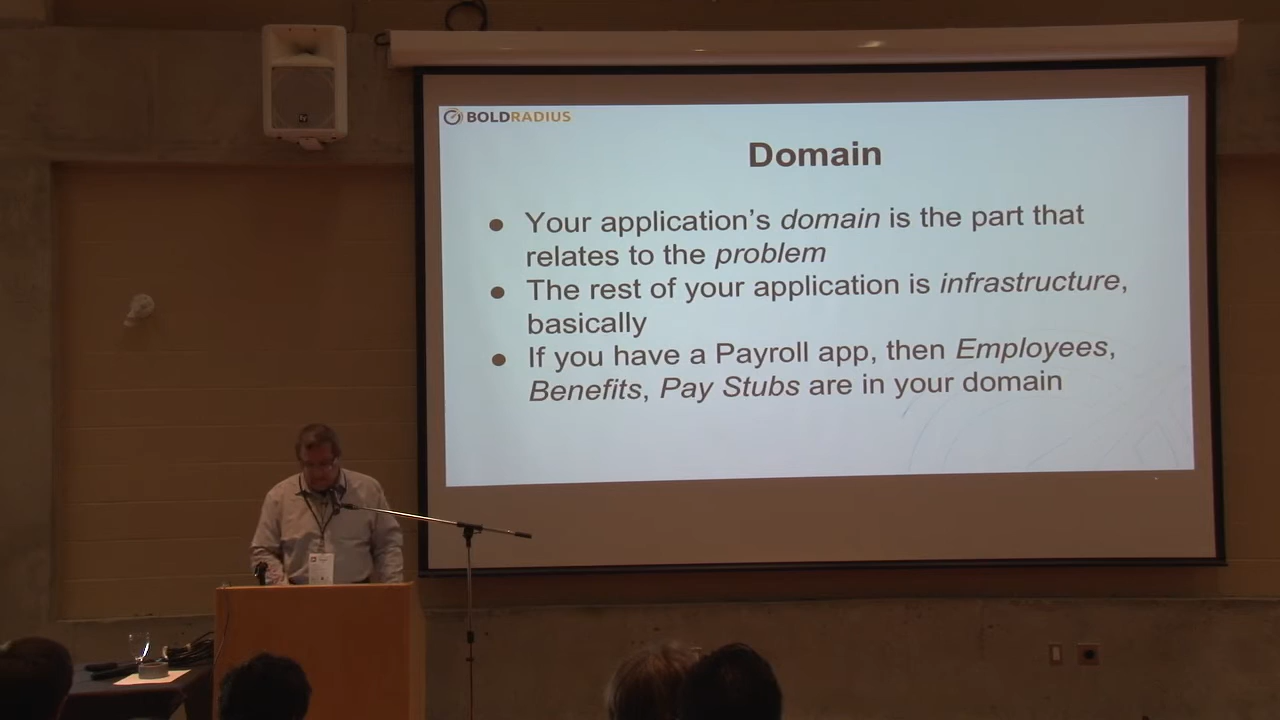 BOLDRADIUS
Domain
● Your application's domain is the part that
relates to the problem
● The rest of your application is infrastructure,
basically
● If you have a Payroll app, then Employees,
Benefits, Pay Stubs are in your domain